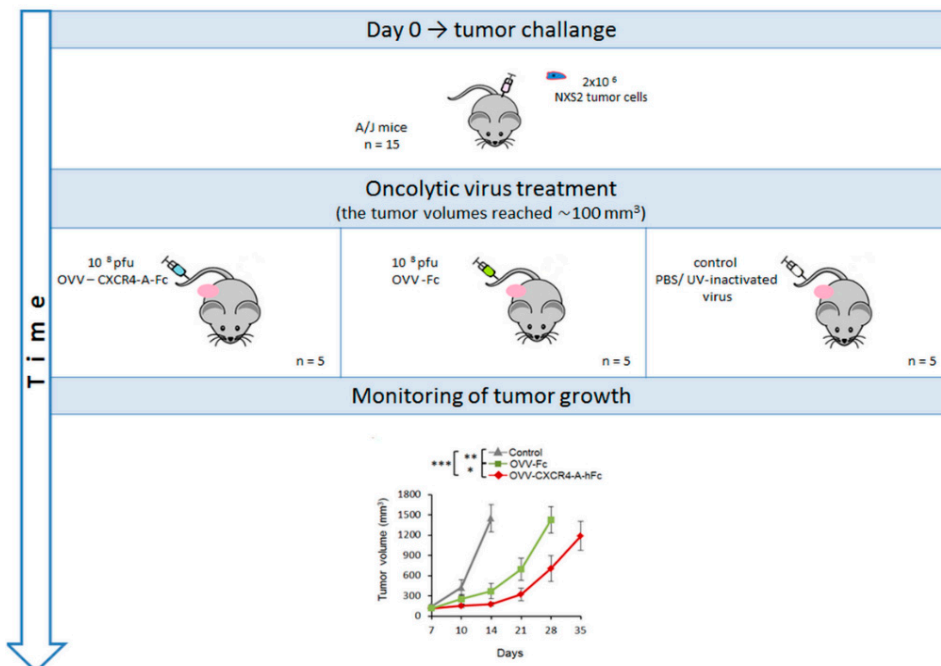 Day 0 → tumor challange
2x10 ⁶
NXS2 tumor cells
A/J mice
n = 15
Oncolytic virus treatment
(the tumor volumes reached ~100 mm³)
10 ⁸ pfu
OVV – CXCR4-A-Fc
n = 5
10 ⁸ pfu
OVV -Fc
n = 5
control
PBS/ UV-inactivated
virus
n = 5
Time
Monitoring of tumor growth
*** ** Control
* OVV-Fc
OVV-CXCR4-A-hFc
Tumor volume (mm³)
1800
1500
1200
900
600
300
0
7 10 14 21 28 35
Days